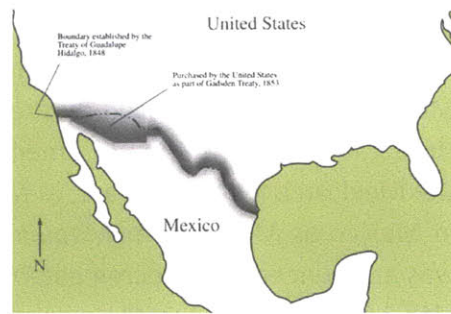 United States
Boundary established by the
Treaty of Guadalupe
Hidalgo, 1848
Purchased by the United States
as part of Gadsden Treaty, 1853
Mexico
N